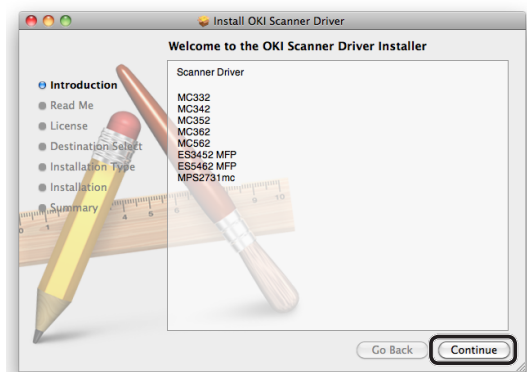 Install OKI Scanner Driver
Welcome to the OKI Scanner Driver Installer
Introduction
Read Me
License
Destination Select
Installation Type
Installation
Summary
Scanner Driver
MC332
MC342
MC352
MC362
MC562
ES3452 MFP
ES5462 MFP
MPS2731mc
Go Back
Continue